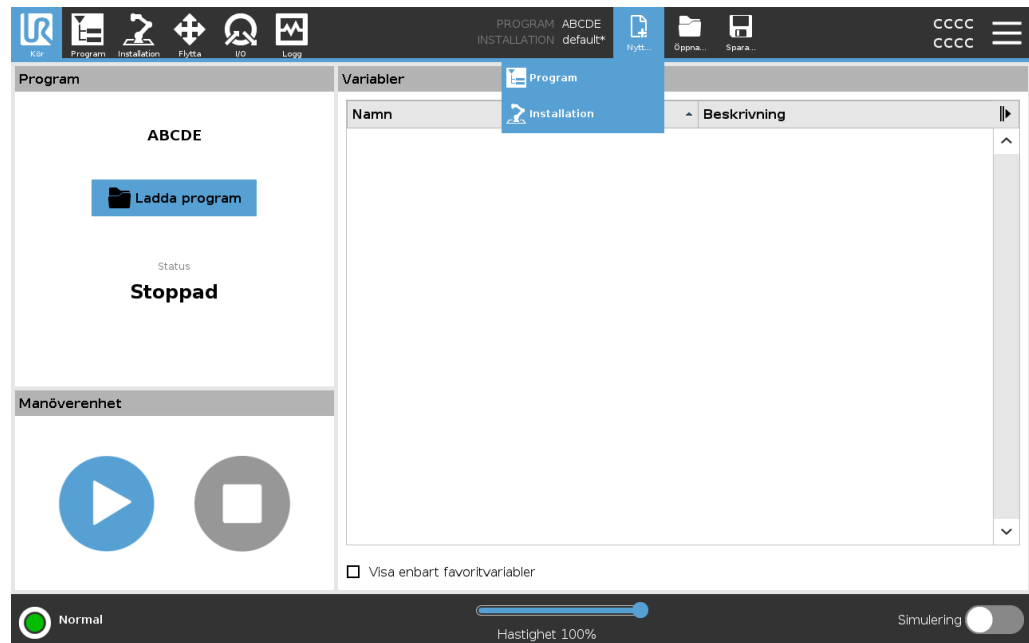 UR
Kör
Program
Installation
Flytta
I/O
Logg
PROGRAM ABCDE
INSTALLATION default*
Nytt...
Öppna...
Spara...
CCCC
CCCC
Program
Installation
Program
ABCDE
Ladda program
Status
Stoppad
Manöverenhet
Variabler
Namn
Beskrivning
Visa enbart favoritvariabler
Normal
Hastighet 100%
Simulering